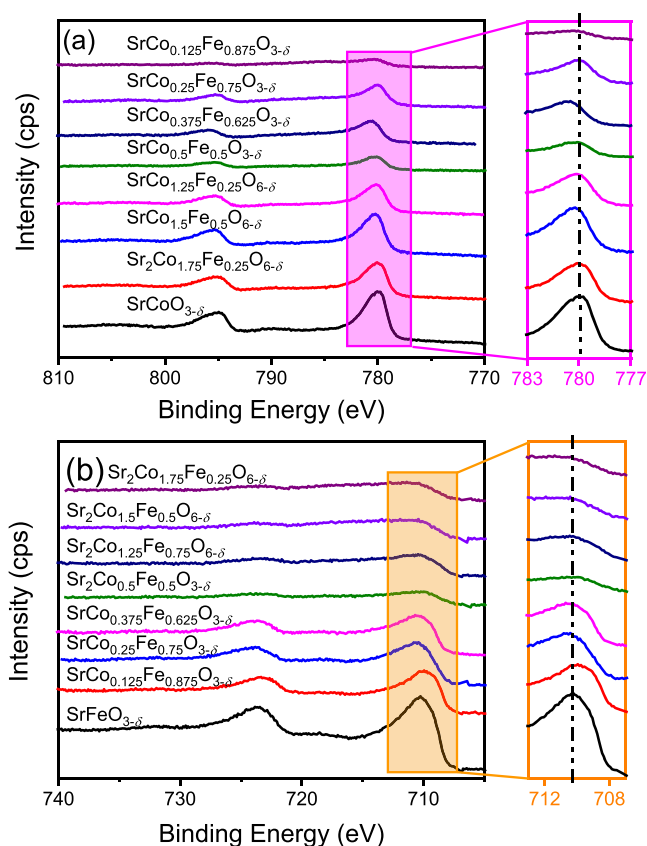 (a)
SrCo0.125Fe0.875O3-δ
SrCo0.25Fe0.75O3-δ
SrCo0.375Fe0.625O3-δ
SrCo0.5Fe0.5O3-δ
SrCo1.25Fe0.25O6-δ
SrCo1.5Fe0.5O6-δ
Sr2Co1.75Fe0.25O6-δ
SrCoO3-δ
Intensity (cps)
810 800 790 780 770
783 780 777
Binding Energy (eV)
(b)
Sr2Co1.75Fe0.25O6-δ
Sr2Co1.5Fe0.5O6-δ
Sr2Co1.25Fe0.75O6-δ
Sr2Co0.5Fe0.5O3-δ
SrCo0.375Fe0.625O3-δ
SrCo0.25Fe0.75O3-δ
SrCo0.125Fe0.875O3-δ
SrFeO3-δ
Intensity (cps)
740 730 720 710
712 708
Binding Energy (eV)